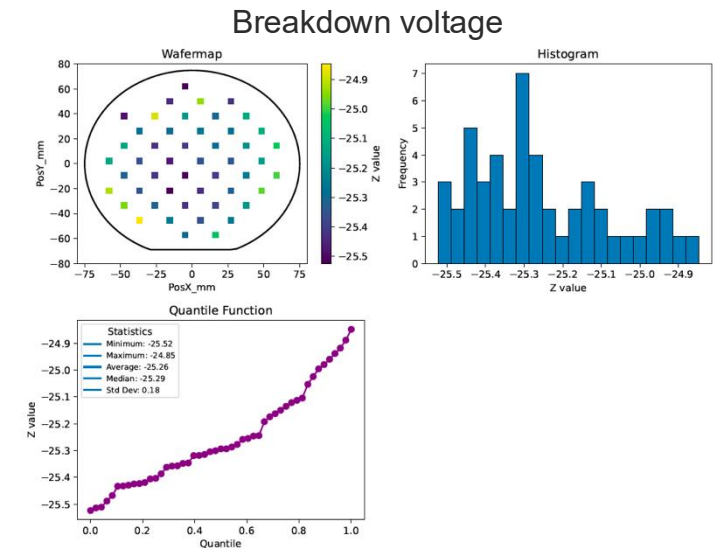 Breakdown voltage
Wafermap
80
60
40
20
0
−20
−40
−60
−80
PosY_mm
−75 −50 −25 0 25 50 75
PosX_mm
−24.9
−25.0
−25.1
−25.2
−25.3
−25.4
−25.5
Z value
Histogram
7
6
5
4
3
2
1
0
Frequency
−25.5 −25.4 −25.3 −25.2 −25.1 −25.0 −24.9
Z value
Quantile Function
Statistics
Minimum: -25.52
Maximum: -24.85
Average: -25.26
Median: -25.29
Std Dev: 0.18
−24.9
−25.0
−25.1
−25.2
−25.3
−25.4
−25.5
Z value
0.0 0.2 0.4 0.6 0.8 1.0
Quantile